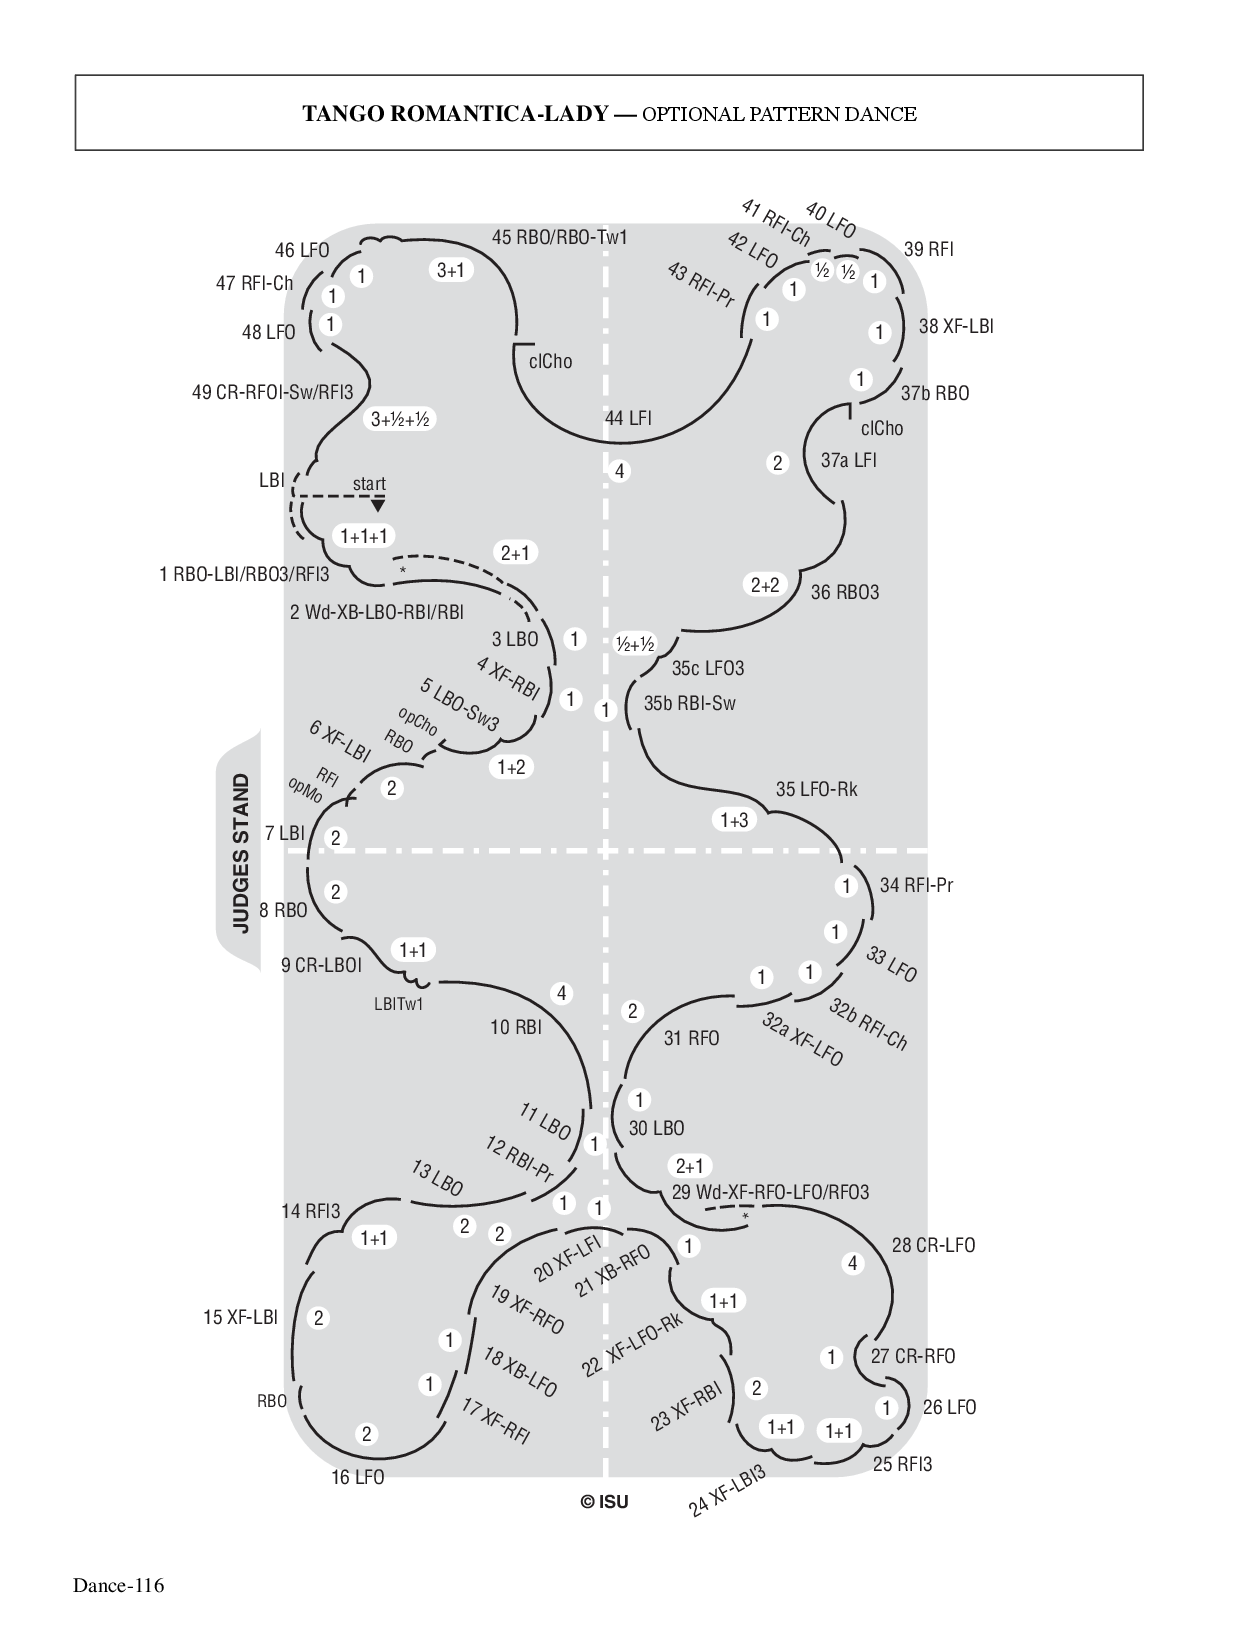 TANGO ROMANTICA-LADY — OPTIONAL PATTERN DANCE
41 RFI-Ch
40 LFO
45 RBO/RBO-Tw1
42 LFO
39 RFI
46 LFO
3+1
43 RFI-Pr
½
½
1
47 RFI-Ch
1
1
1
48 LFO
1
1
1
38 XF-LBI
clCho
1
37b RBO
49 CR-RFOI-Sw/RFI3
3+½+½
44 LFI
clCho
4
2
37a LFI
LBI
start
1+1+1
2+1
1 RBO-LBI/RBO3/RFI3
*
2+2
36 RBO3
2 Wd-XB-LBO-RBI/RBI
3 LBO
1
½+½
4 XF-RBI
35c LFO3
5 LBO-Sw3
1
1
35b RBI-Sw
opCho
RBO
6 XF-LBI
1+2
RFI
opMo
2
35 LFO-Rk
1+3
7 LBI
2
JUDGES STAND
2
1
34 RFI-Pr
8 RBO
1
33 LFO
1+1
9 CR-LBOI
1
1
LBITw1
4
2
32b RFI-Ch
10 RBI
31 RFO
32a XF-LFO
11 LBO
1
30 LBO
12 RBI-Pr
1
13 LBO
2+1
29 Wd-XF-RFO-LFO/RFO3
14 RFI3
1
1
*
1+1
2
2
20 XF-LFI
21 XB-RFO
1
28 CR-LFO
4
19 XF-RFO
1+1
15 XF-LBI
2
1
22 XF-LFO-Rk
18 XB-LFO
1
27 CR-RFO
RBO
1
2
23 XF-RBI
17 XF-RFI
1
26 LFO
2
1+1
1+1
16 LFO
25 RFI3
24 XF-LBI3
© ISU
Dance-116